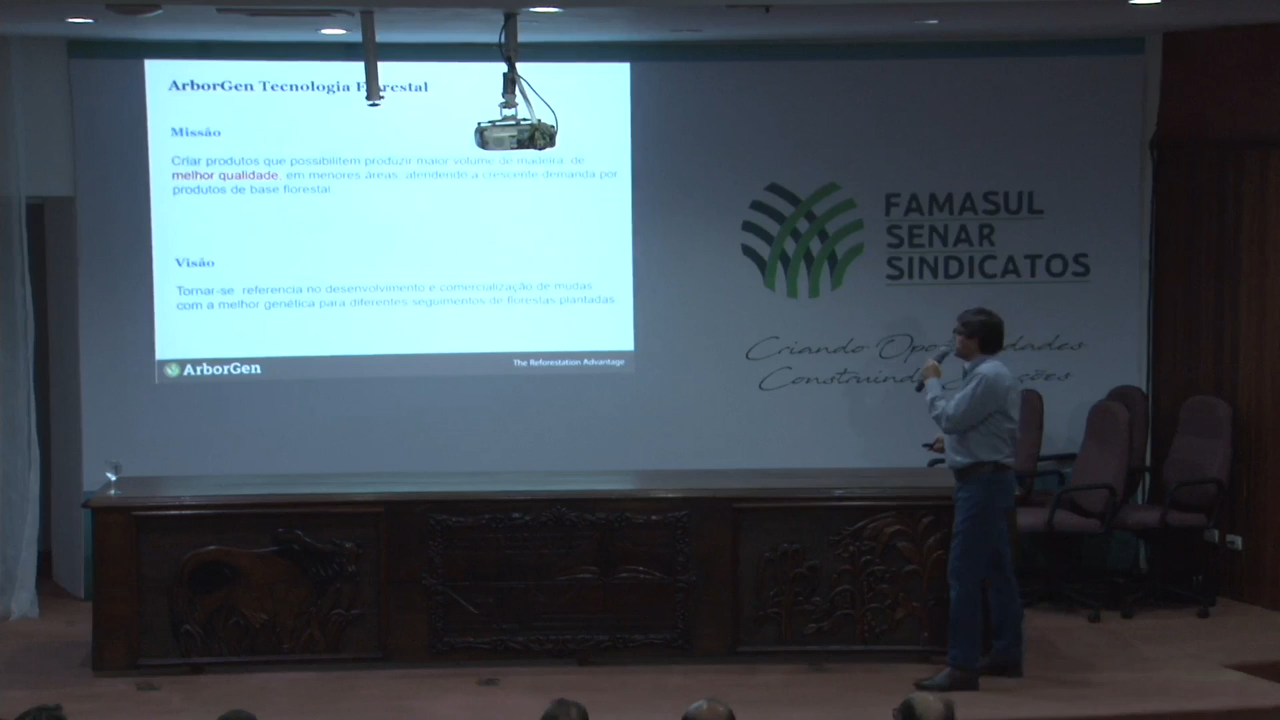 ArborGen Tecnologia Florestal
Missão
Criar produtos que possibilitem produzir maior volume de madeira, de
melhor qualidade, em menores áreas, atendendo a crescente demanda por
produtos de base florestal.
Visão
Tornar-se referencia no desenvolvimento e comercialização de mudas
com a melhor genética para diferentes seguimentos de florestas plantadas.
ArborGen
The Reforestation Advantage
FAMASUL
SENAR
SINDICATOS
Criando
Construindo